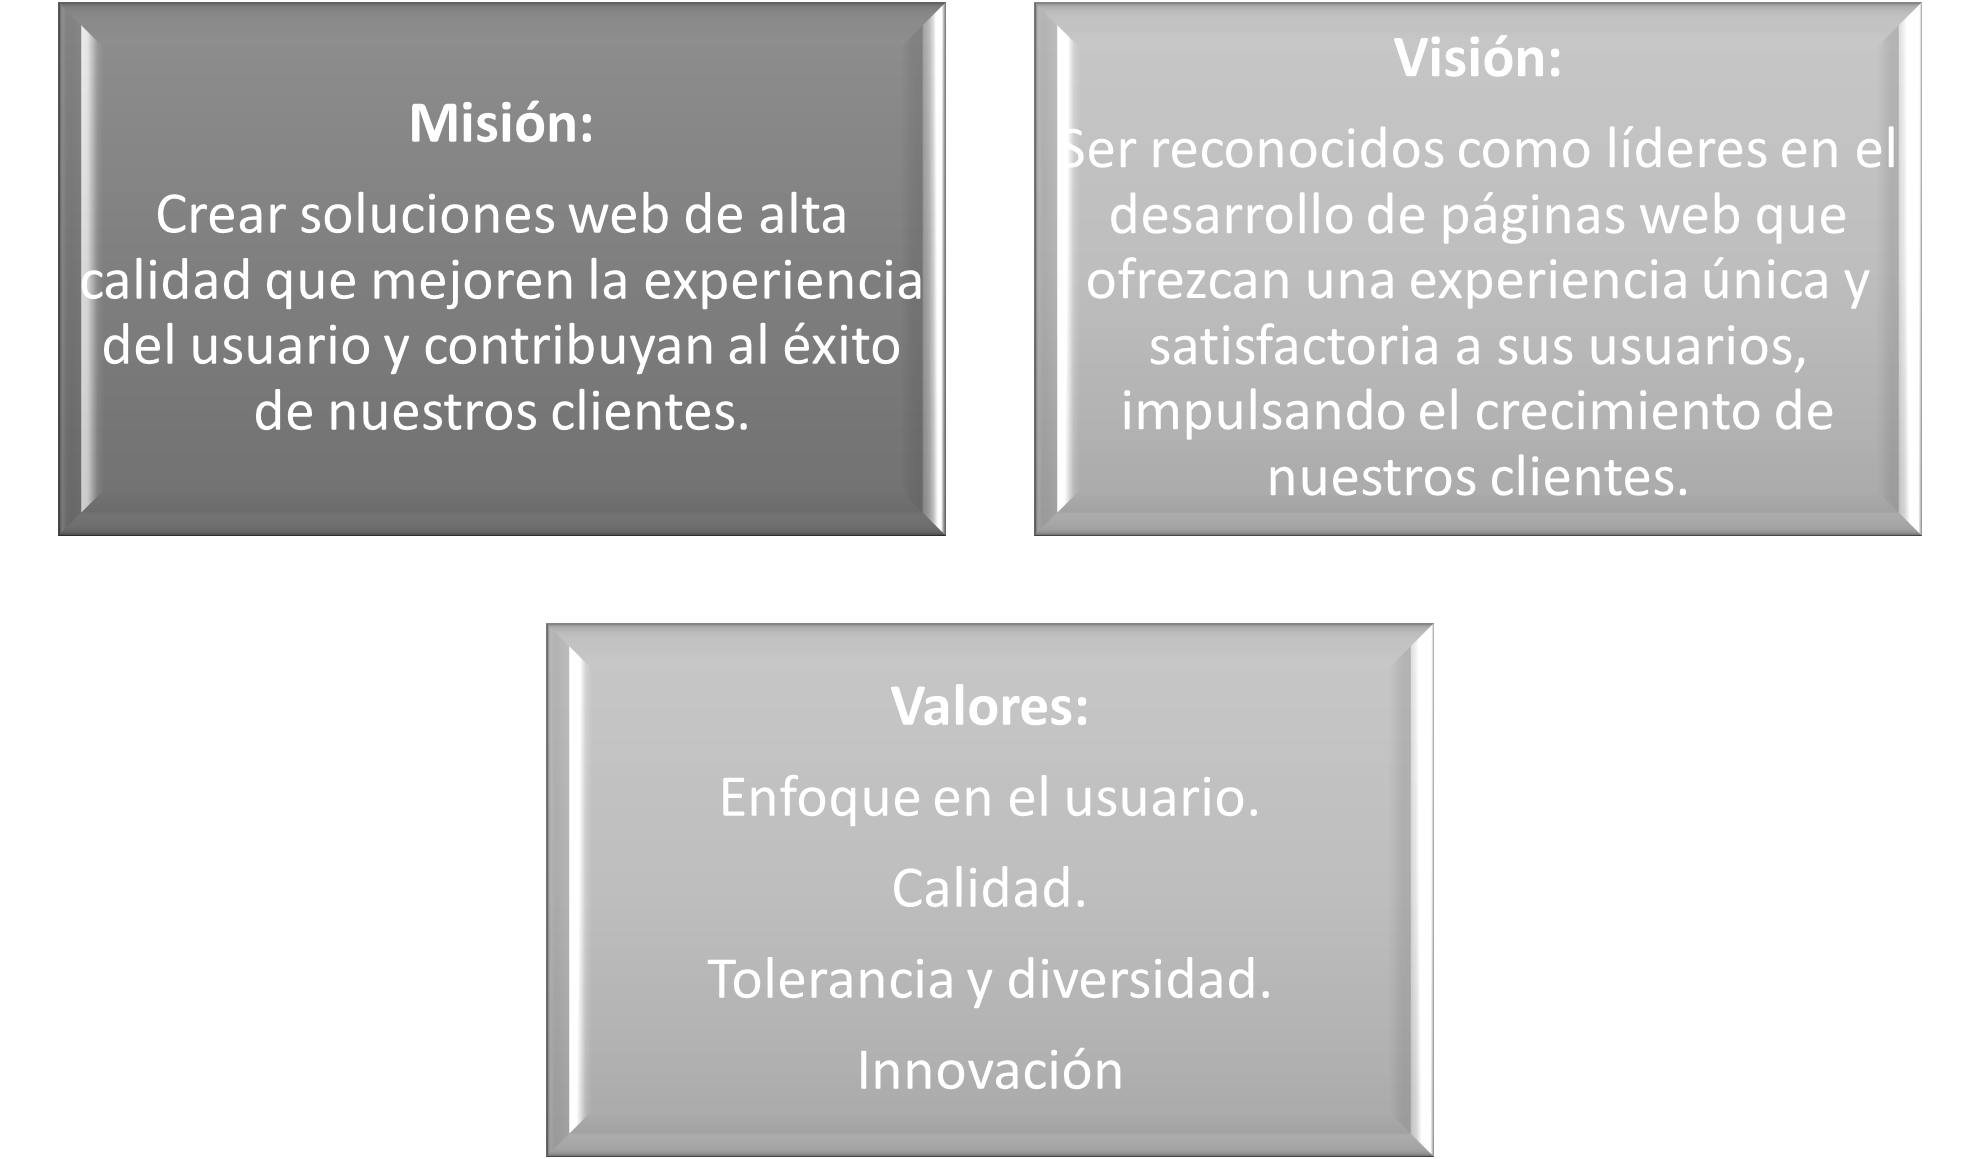 Misión:
Crear soluciones web de alta
calidad que mejoren la experiencia
del usuario y contribuyan al éxito
de nuestros clientes.
Visión:
Ser reconocidos como líderes en el
desarrollo de páginas web que
ofrezcan una experiencia única y
satisfactoria a sus usuarios,
impulsando el crecimiento de
nuestros clientes.
Valores:
Enfoque en el usuario.
Calidad.
Tolerancia y diversidad.
Innovación